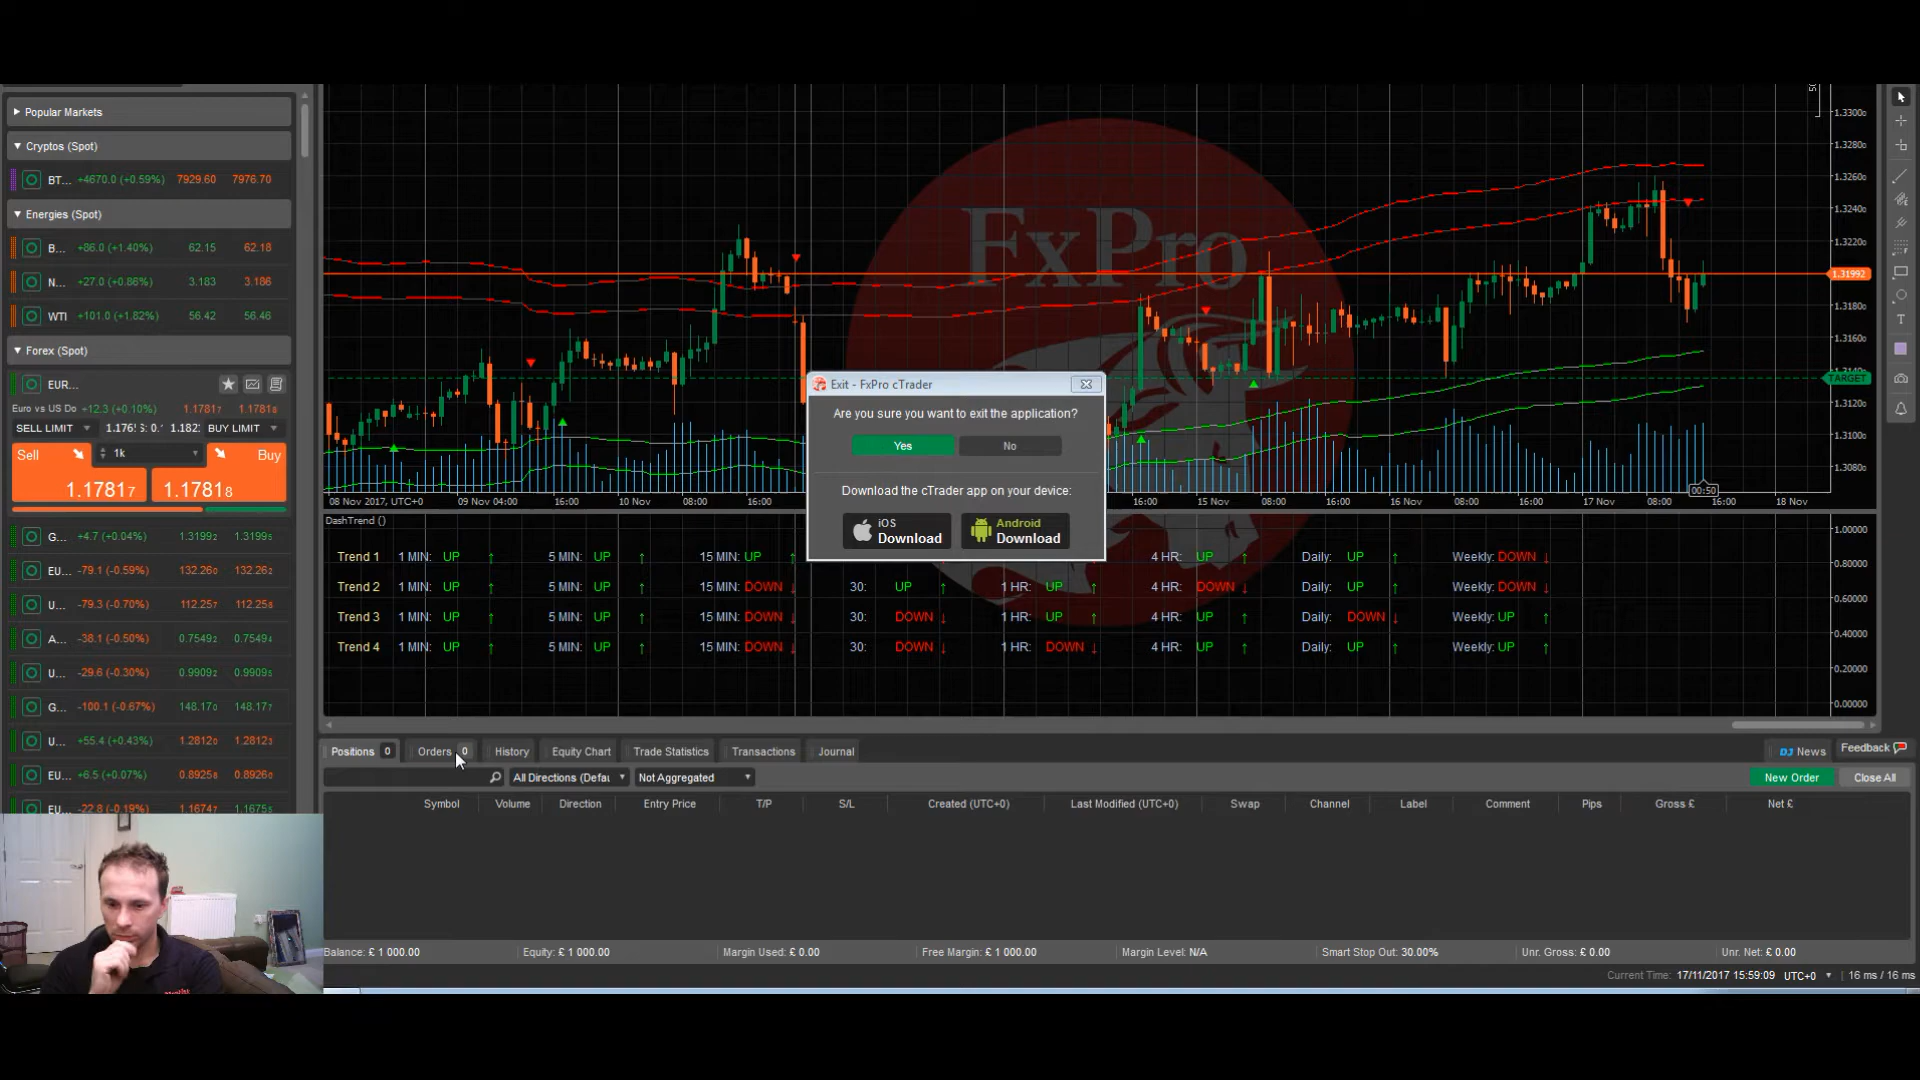 Popular Markets
Cryptos (Spot)
BT... +4670.0 (+0.59%) 7929.60 7976.70
Energies (Spot)
B... +86.0 (+1.40%) 62.15 62.18
N... +27.0 (+0.86%) 3.183 3.186
WTI +101.0 (+1.82%) 56.42 56.46
Forex (Spot)
EUR...
Euro vs US Do +12.3 (+0.10%) 1.17817 1.17818
SELL LIMIT BUY LIMIT
Sell 1k Buy
1.17817 1.17818
G... +4.7 (+0.04%) 1.31992 1.31995
EU... -79.1 (-0.59%) 132.260 132.262
U... -79.3 (-0.70%) 112.257 112.258
A... -38.1 (-0.50%) 0.75492 0.75494
U... -29.6 (-0.30%) 0.99092 0.99095
G... -100.1 (-0.67%) 148.170 148.177
U... +55.4 (+0.43%) 1.28120 1.28123
EU... +6.5 (+0.07%) 0.89258 0.89260
EU... -22.8 (-0.19%) 1.16747 1.16752
FxPro
1.33000
1.32800
1.32600
1.32400
1.32200
1.31992
1.31800
1.31600
TARGET
1.31200
1.31000
1.30800
08 Nov 2017, UTC+0 09 Nov 04:00 16:00 10 Nov 08:00 16:00 16:00 15 Nov 08:00 16:00 16 Nov 08:00 16:00 17 Nov 08:00 00:50 16:00 18 Nov
Exit - FxPro cTrader
Are you sure you want to exit the application?
Yes No
Download the cTrader app on your device:
iOS Download
Android Download
DashTrend ()
Trend 1 1 MIN: UP ↑ 5 MIN: UP ↑ 15 MIN: UP ↑ 4 HR: UP ↑ Daily: UP ↑ Weekly: DOWN ↓
Trend 2 1 MIN: UP ↑ 5 MIN: UP ↑ 15 MIN: DOWN ↓ 30: UP ↑ 1 HR: UP ↑ 4 HR: DOWN ↓ Daily: UP ↑ Weekly: DOWN ↓
Trend 3 1 MIN: UP ↑ 5 MIN: UP ↑ 15 MIN: DOWN ↓ 30: DOWN ↓ 1 HR: UP ↑ 4 HR: UP ↑ Daily: DOWN ↓ Weekly: UP ↑
Trend 4 1 MIN: UP ↑ 5 MIN: UP ↑ 15 MIN: DOWN ↓ 30: DOWN ↓ 1 HR: DOWN ↓ 4 HR: UP ↑ Daily: UP ↑ Weekly: UP ↑
1.00000
0.80000
0.60000
0.40000
0.20000
0.00000
Positions 0 Orders 0 History Equity Chart Trade Statistics Transactions Journal DJ News Feedback
All Directions (Defau Not Aggregated New Order Close All
Symbol Volume Direction Entry Price T/P S/L Created (UTC+0) Last Modified (UTC+0) Swap Channel Label Comment Pips Gross £ Net £
Balance: £ 1 000.00 Equity: £ 1 000.00 Margin Used: £ 0.00 Free Margin: £ 1 000.00 Margin Level: N/A Smart Stop Out: 30.00% Unr. Gross: £ 0.00 Unr. Net: £ 0.00
Current Time: 17/11/2017 15:59:09 UTC+0 16 ms / 16 ms